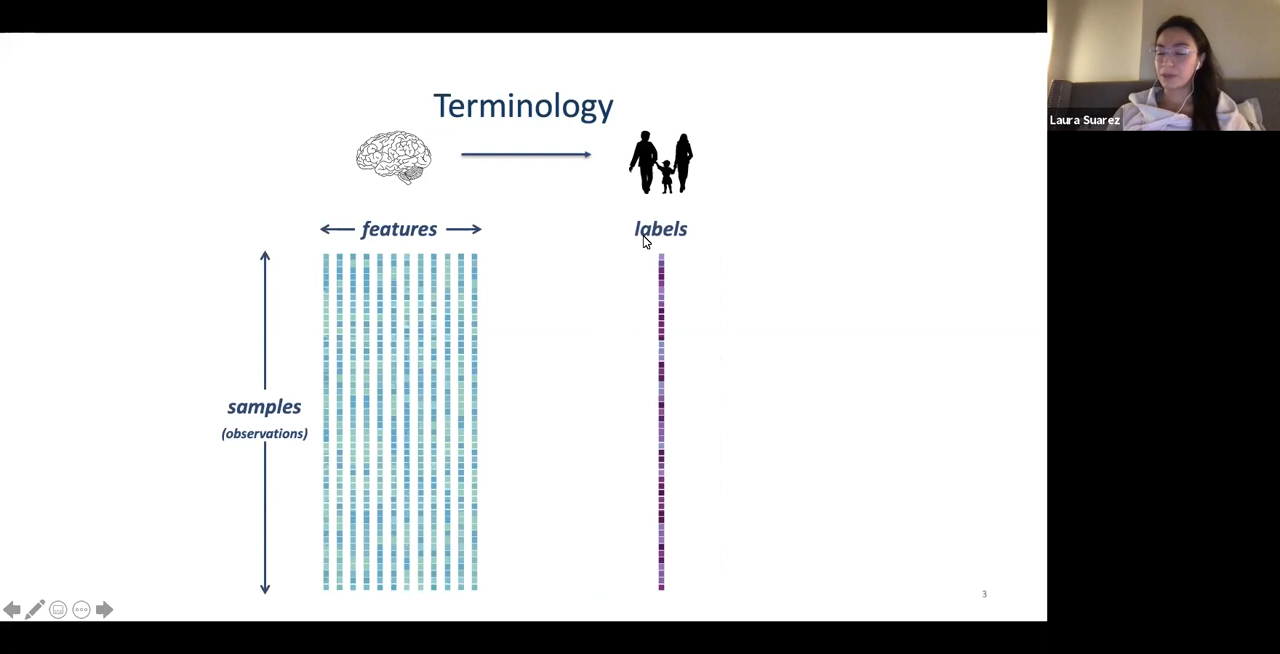 Terminology
Laura Suarez
features
labels
samples
(observations)
3